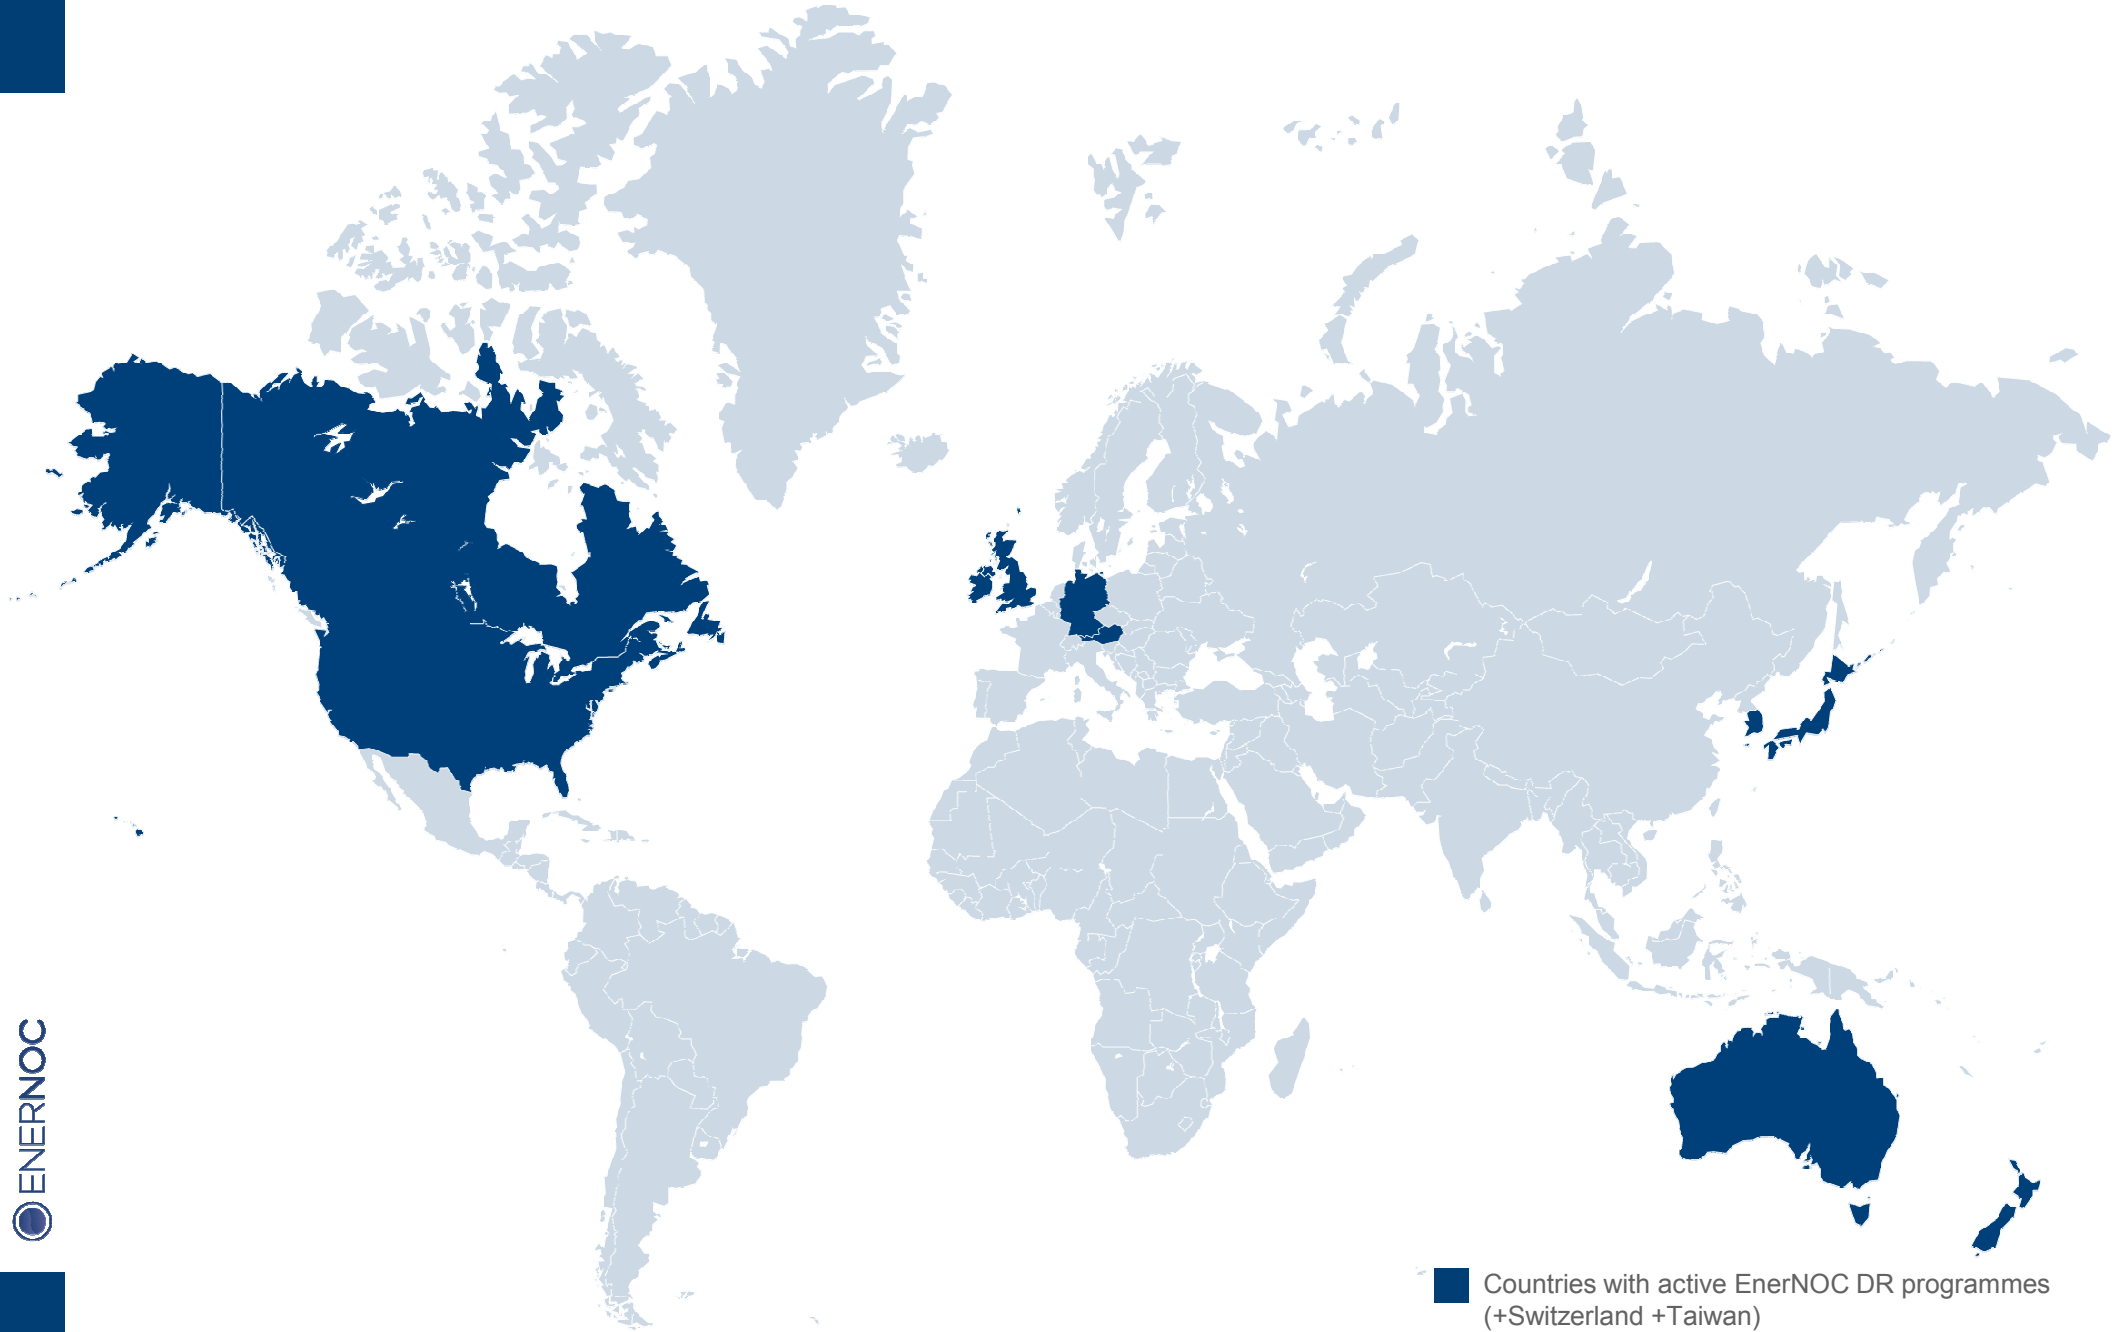 ENERNOC
Countries with active EnerNOC DR programmes
(+Switzerland +Taiwan)